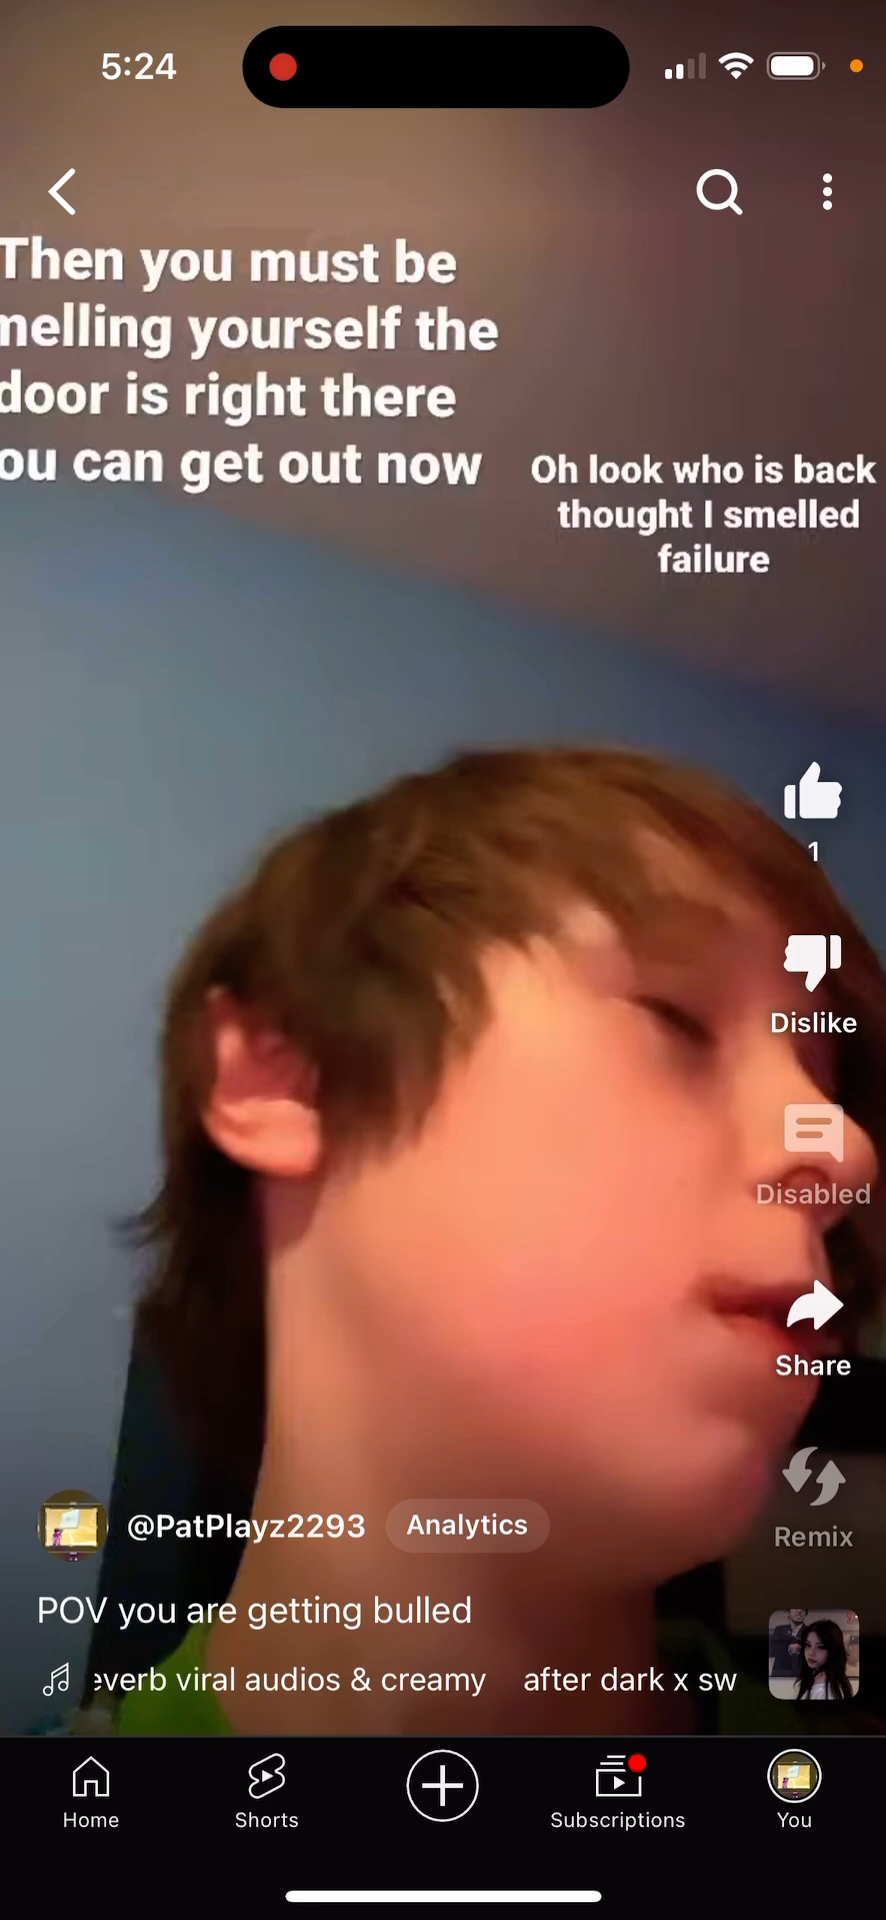 5:24
Then you must be
melling yourself the
door is right there
ou can get out now
Oh look who is back
thought I smelled
failure
1
Dislike
Disabled
Share
Remix
@PatPlayz2293
Analytics
POV you are getting bulled
everb viral audios & creamy
after dark x sw
Home
Shorts
Subscriptions
You